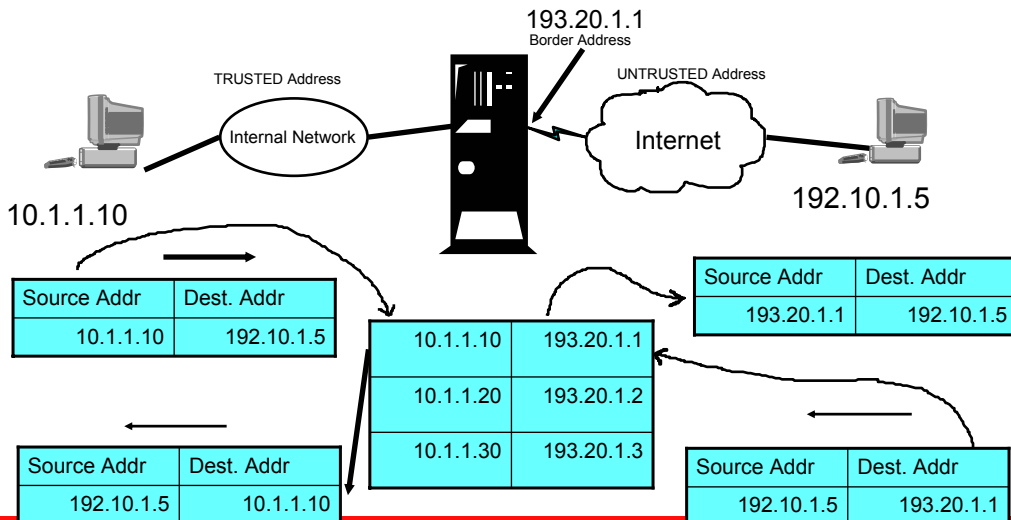 193.20.1.1
Border Address
TRUSTED Address
UNTRUSTED Address
Internal Network
Internet
10.1.1.10
192.10.1.5
Source Addr Dest. Addr
10.1.1.10 192.10.1.5
Source Addr Dest. Addr
193.20.1.1 192.10.1.5
10.1.1.10 193.20.1.1
10.1.1.20 193.20.1.2
10.1.1.30 193.20.1.3
Source Addr Dest. Addr
192.10.1.5 10.1.1.10
Source Addr Dest. Addr
192.10.1.5 193.20.1.1